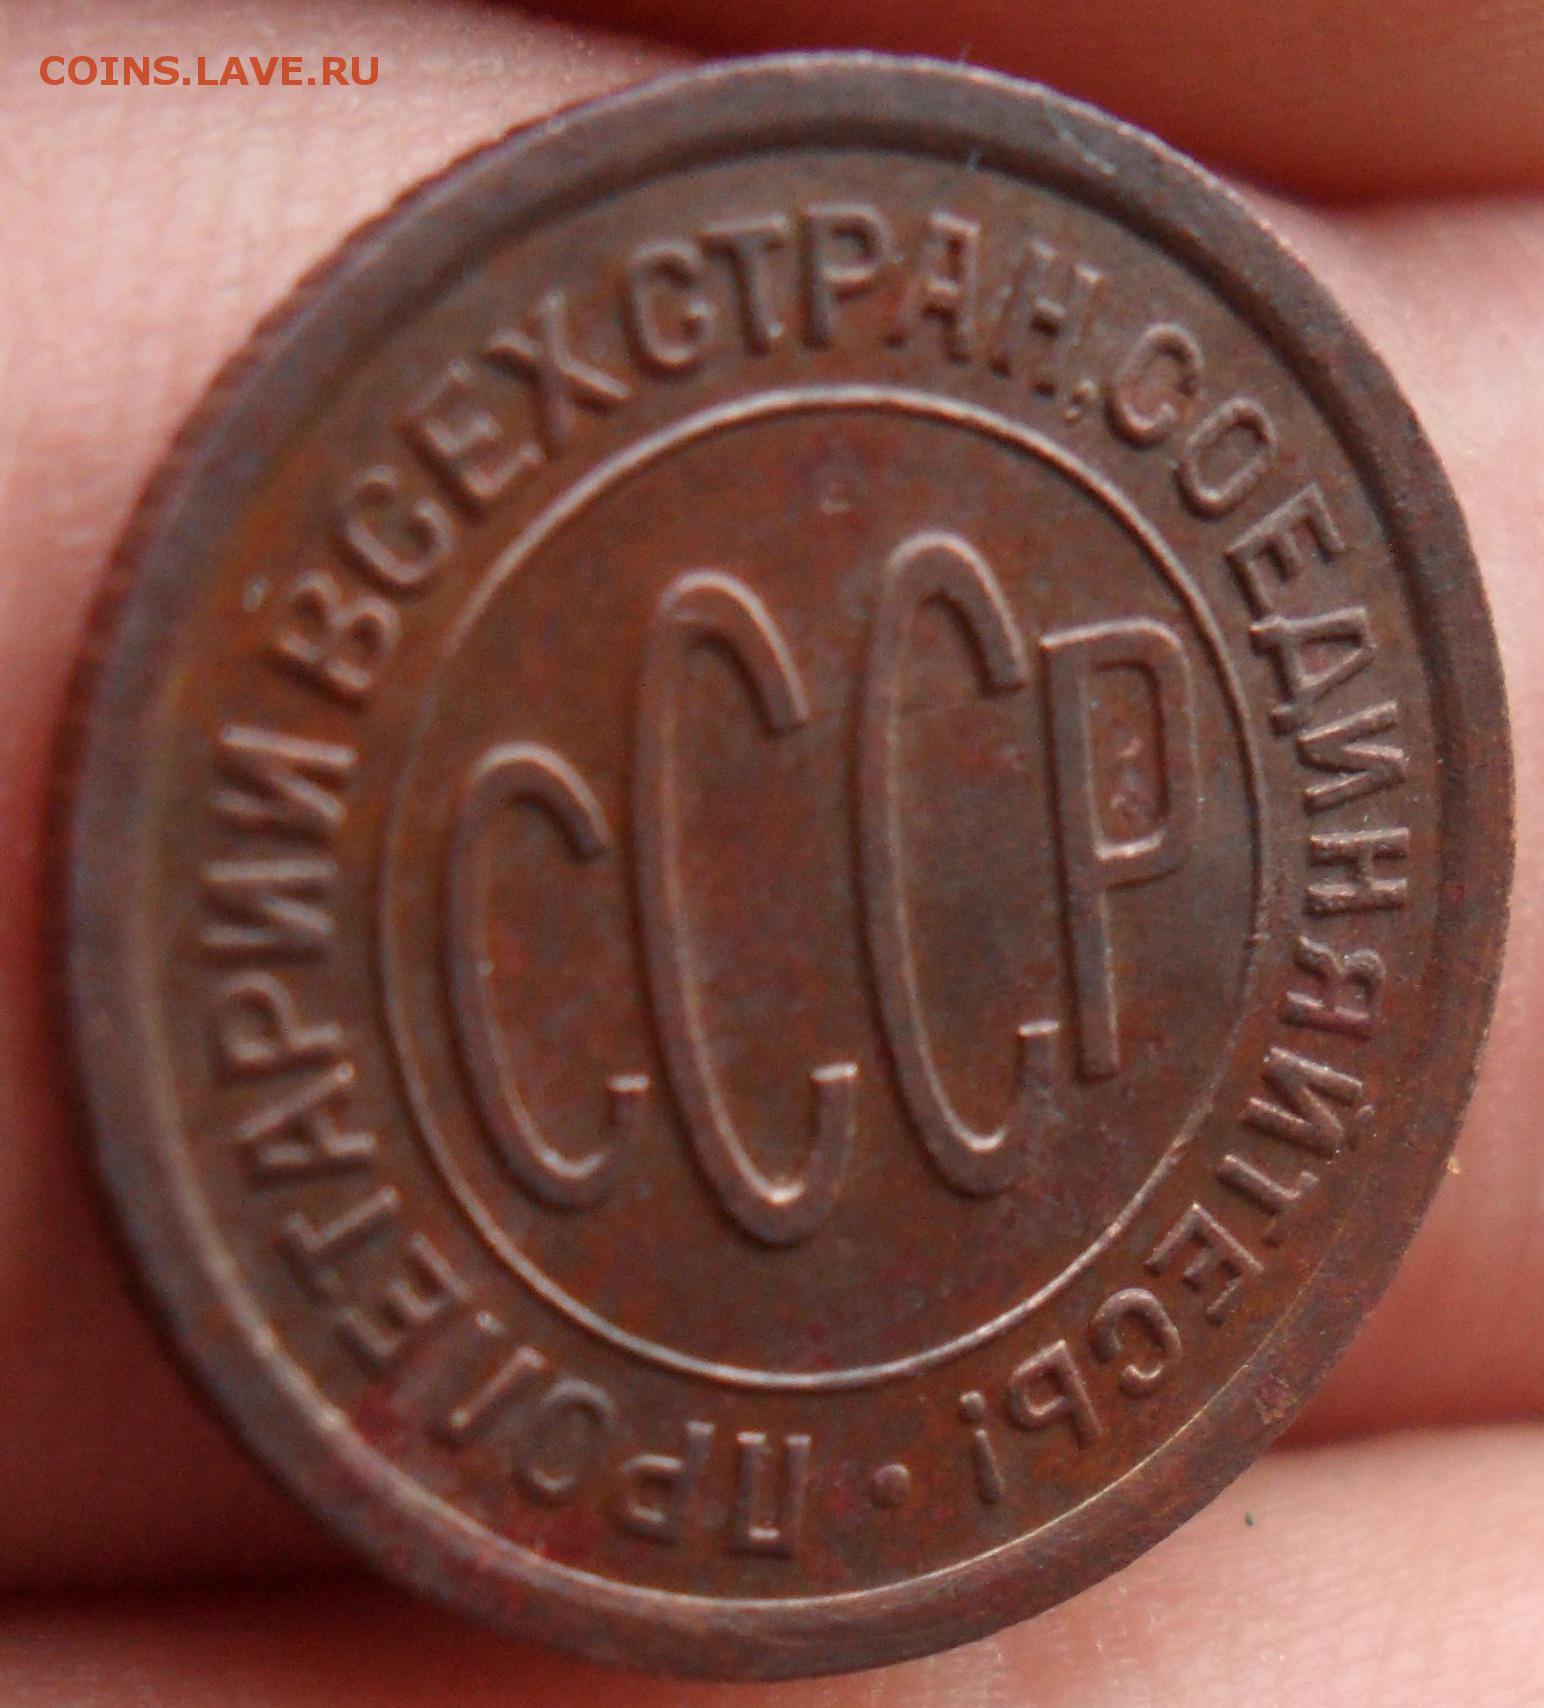 COINS.LAVE.RU
ПРОЛЕТАРИИ ВСЕХ СТРАН, СОЕДИНЯЙТЕСЬ! •
СССР